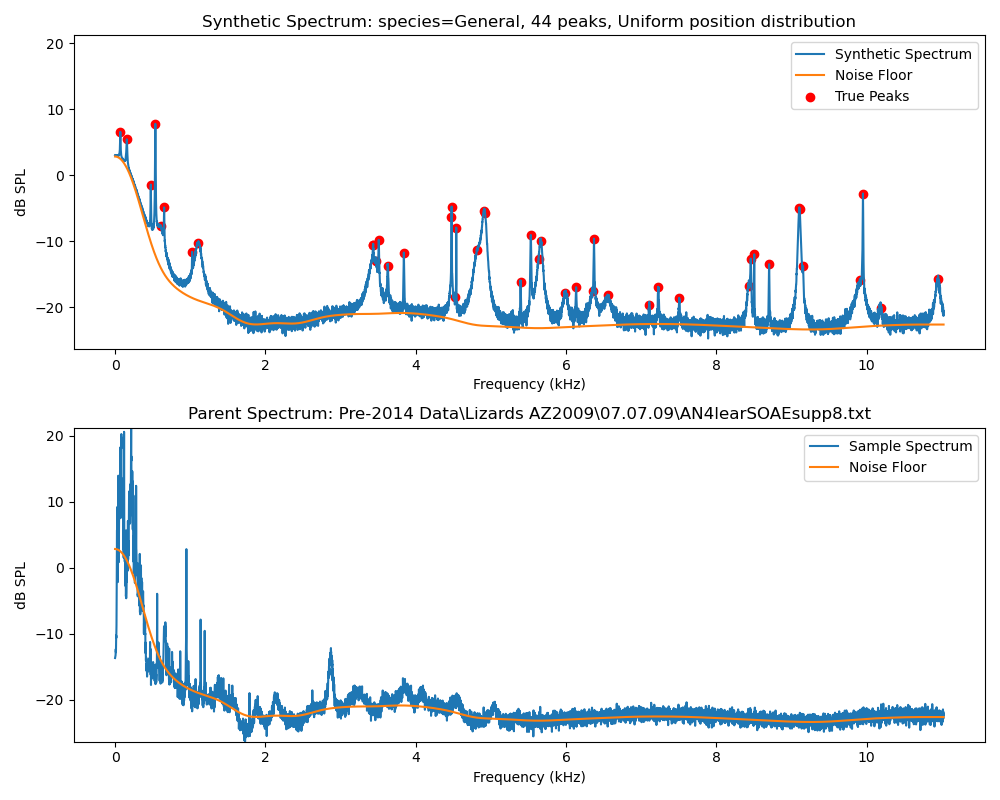 Synthetic Spectrum: species=General, 44 peaks, Uniform position distribution
20
10
0
−10
−20
dB SPL
Synthetic Spectrum
Noise Floor
True Peaks
0 2 4 6 8 10
Frequency (kHz)
Parent Spectrum: Pre-2014 Data\Lizards AZ2009\07.07.09\AN4learSOAEsupp8.txt
20
10
0
−10
−20
dB SPL
Sample Spectrum
Noise Floor
0 2 4 6 8 10
Frequency (kHz)